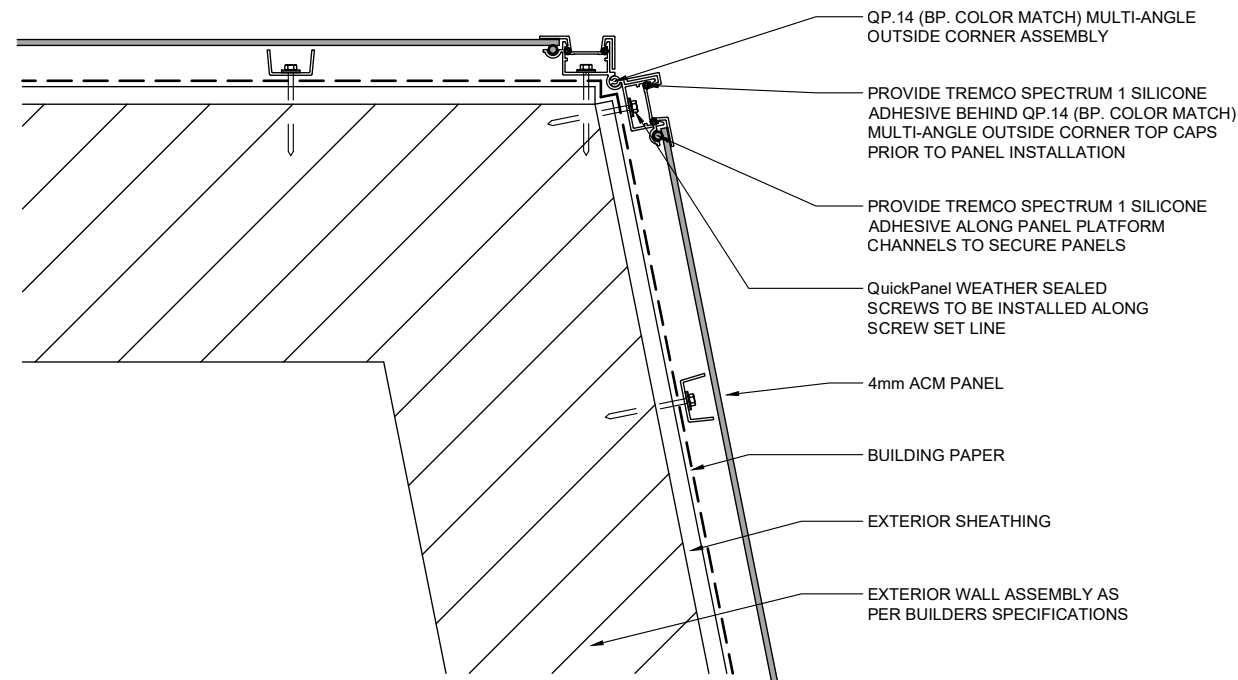 QP.14 (BP. COLOR MATCH) MULTI-ANGLE
OUTSIDE CORNER ASSEMBLY
PROVIDE TREMCO SPECTRUM 1 SILICONE
ADHESIVE BEHIND QP.14 (BP. COLOR MATCH)
MULTI-ANGLE OUTSIDE CORNER TOP CAPS
PRIOR TO PANEL INSTALLATION
PROVIDE TREMCO SPECTRUM 1 SILICONE
ADHESIVE ALONG PANEL PLATFORM
CHANNELS TO SECURE PANELS
QuickPanel WEATHER SEALED
SCREWS TO BE INSTALLED ALONG
SCREW SET LINE
4mm ACM PANEL
BUILDING PAPER
EXTERIOR SHEATHING
EXTERIOR WALL ASSEMBLY AS
PER BUILDERS SPECIFICATIONS